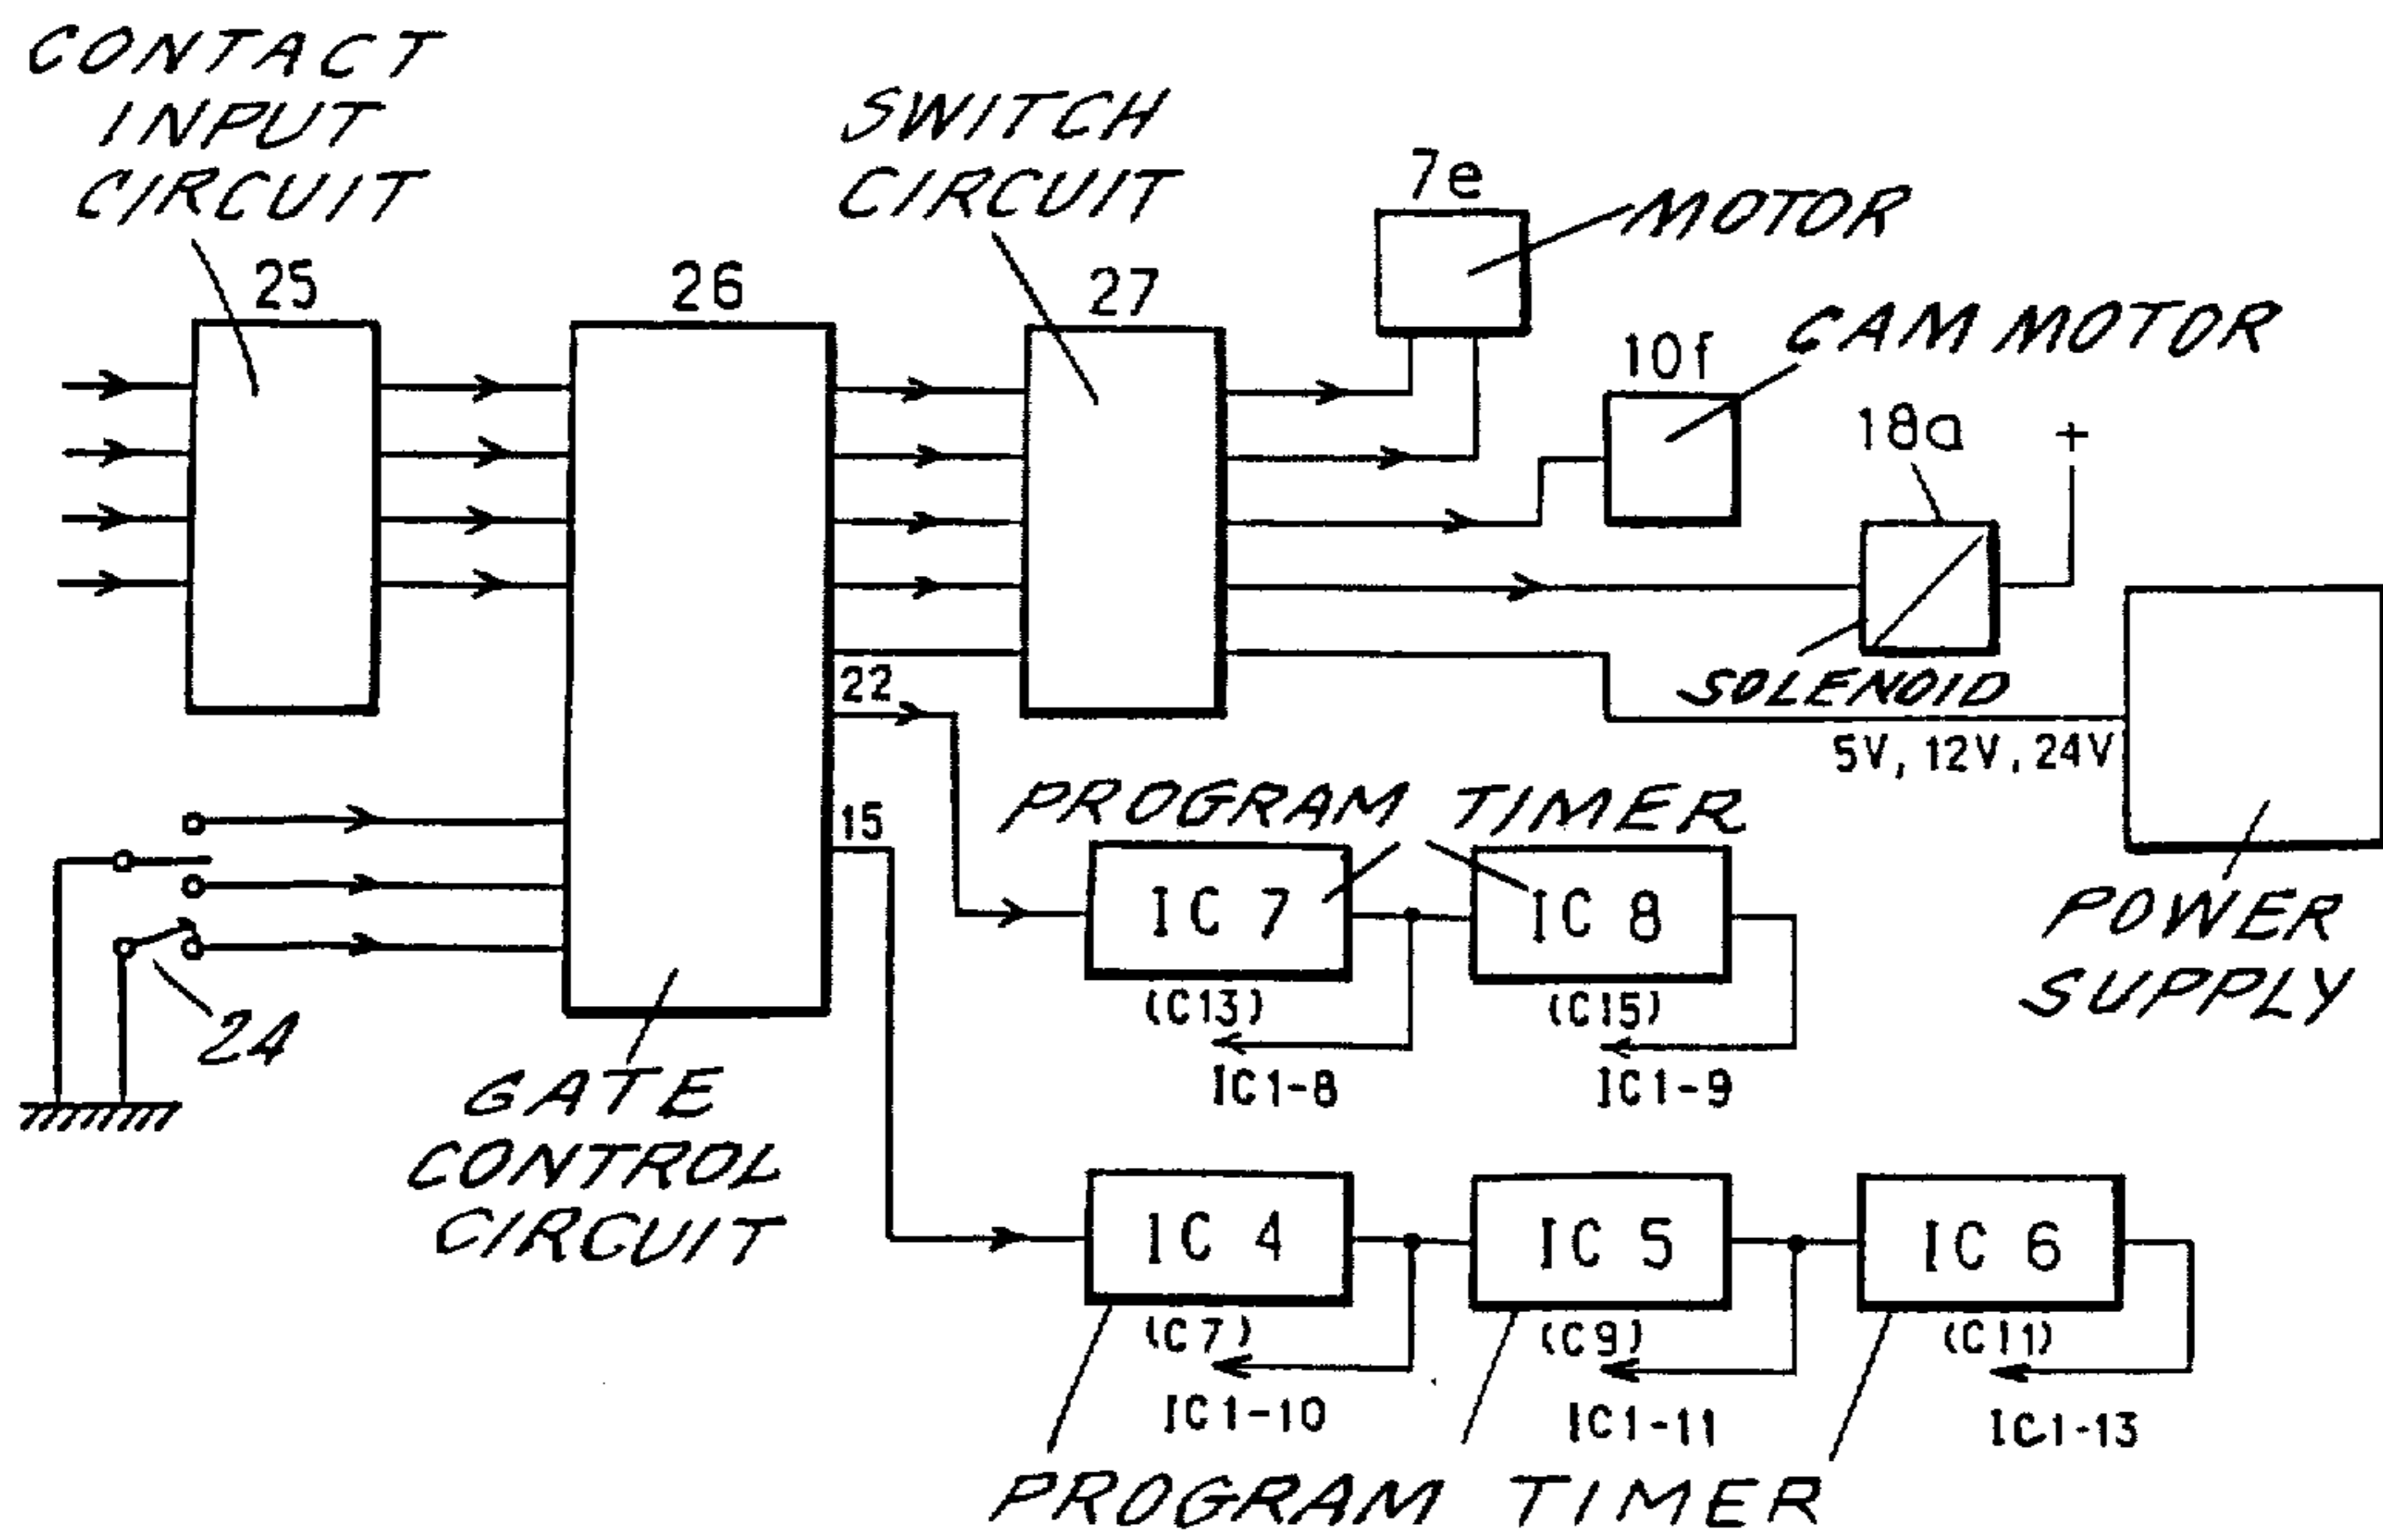 CONTACT
INPUT
CIRCUIT
SWITCH
CIRCUIT
7e
MOTOR
25
26
27
10f
CAM MOTOR
18a
+
22
SOLENOID
5V, 12V, 24V
15
PROGRAM TIMER
IC 7
IC 8
POWER
SUPPLY
(C13)
(C15)
24
IC1-8
IC1-9
GATE
CONTROL
CIRCUIT
IC 4
IC 5
IC 6
(C7)
(C9)
(C11)
IC1-10
IC1-11
IC1-13
PROGRAM TIMER